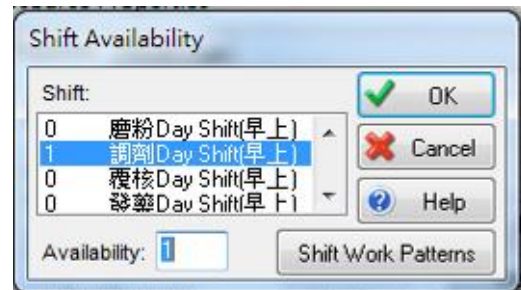 Shift Availability
Shift:
0 磨粉Day Shift(早上)
1 調劑Day Shift(早上)
0 覆核Day Shift(早上)
0 發藥Day Shift(早上)
Availability: 1
OK
Cancel
Help
Shift Work Patterns